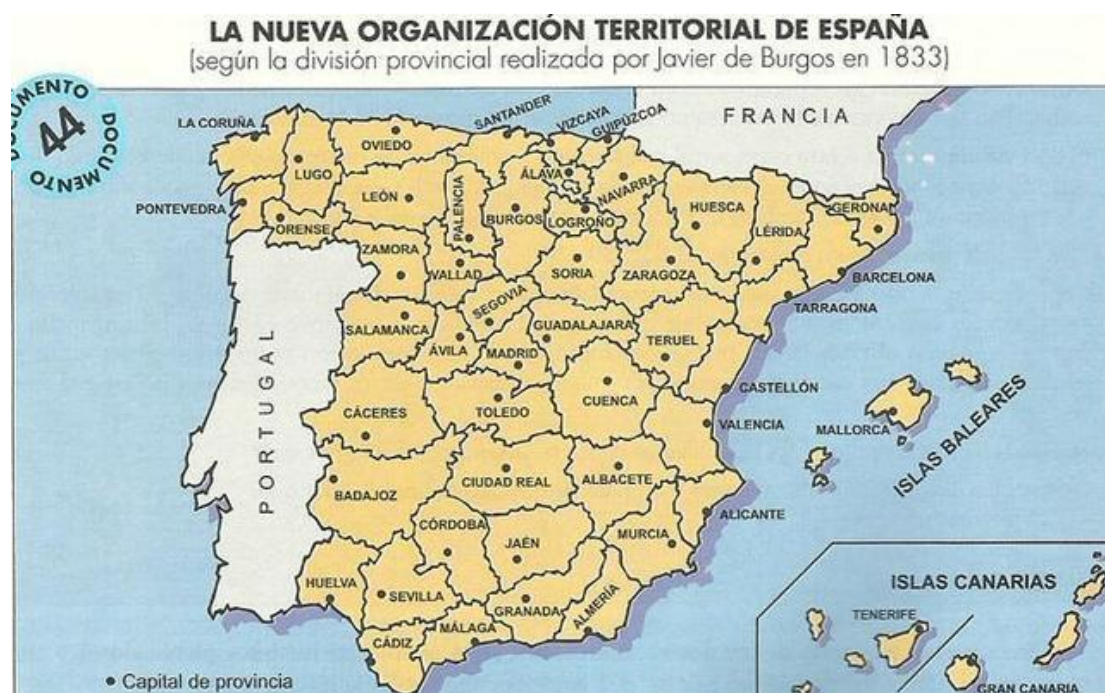 LA NUEVA ORGANIZACIÓN TERRITORIAL DE ESPAÑA
(según la división provincial realizada por Javier de Burgos en 1833)
DOCUMENTO
44
DOCUMENTO
FRANCIA
SANTANDER
VIZCAYA
GUIPÚZCOA
LA CORUÑA
OVIEDO
LUGO
ÁLAVA
NAVARRA
LEÓN
PALENCIA
BURGOS
LOGROÑO
HUESCA
LÉRIDA
GERONA
PONTEVEDRA
ORENSE
ZAMORA
VALLAD
SORIA
ZARAGOZA
BARCELONA
TARRAGONA
SEGOVIA
SALAMANCA
GUADALAJARA
TERUEL
ÁVILA
MADRID
PORTUGAL
CÁCERES
TOLEDO
CUENCA
CASTELLÓN
VALENCIA
MALLORCA
ISLAS BALEARES
BADAJOZ
CIUDAD REAL
ALBACETE
ALICANTE
CÓRDOBA
JAÉN
MURCIA
HUELVA
SEVILLA
GRANADA
ALMERÍA
CÁDIZ
MÁLAGA
ISLAS CANARIAS
TENERIFE
GRAN CANARIA
• Capital de provincia